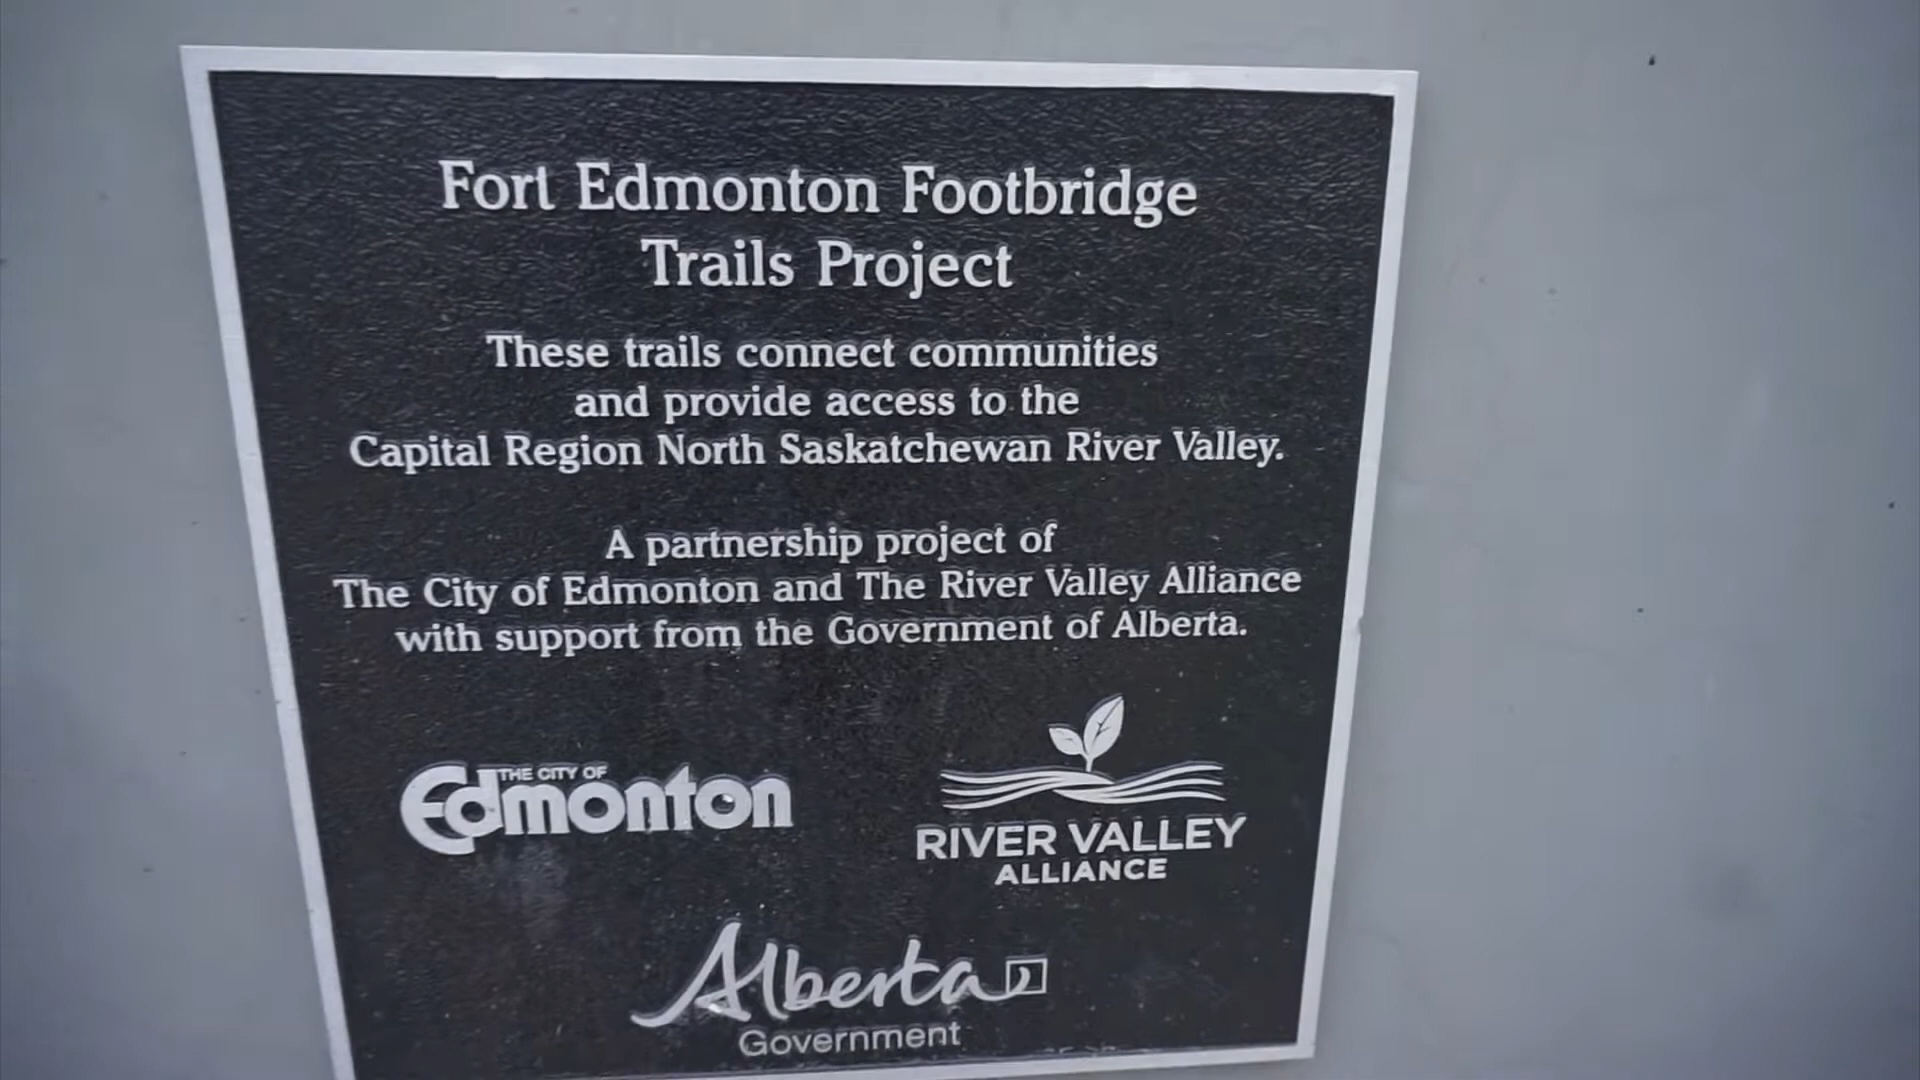 Fort Edmonton Footbridge
Trails Project
These trails connect communities
and provide access to the
Capital Region North Saskatchewan River Valley.
A partnership project of
The City of Edmonton and The River Valley Alliance
with support from the Government of Alberta.
THE CITY OF
Edmonton
RIVER VALLEY
ALLIANCE
Alberta
Government